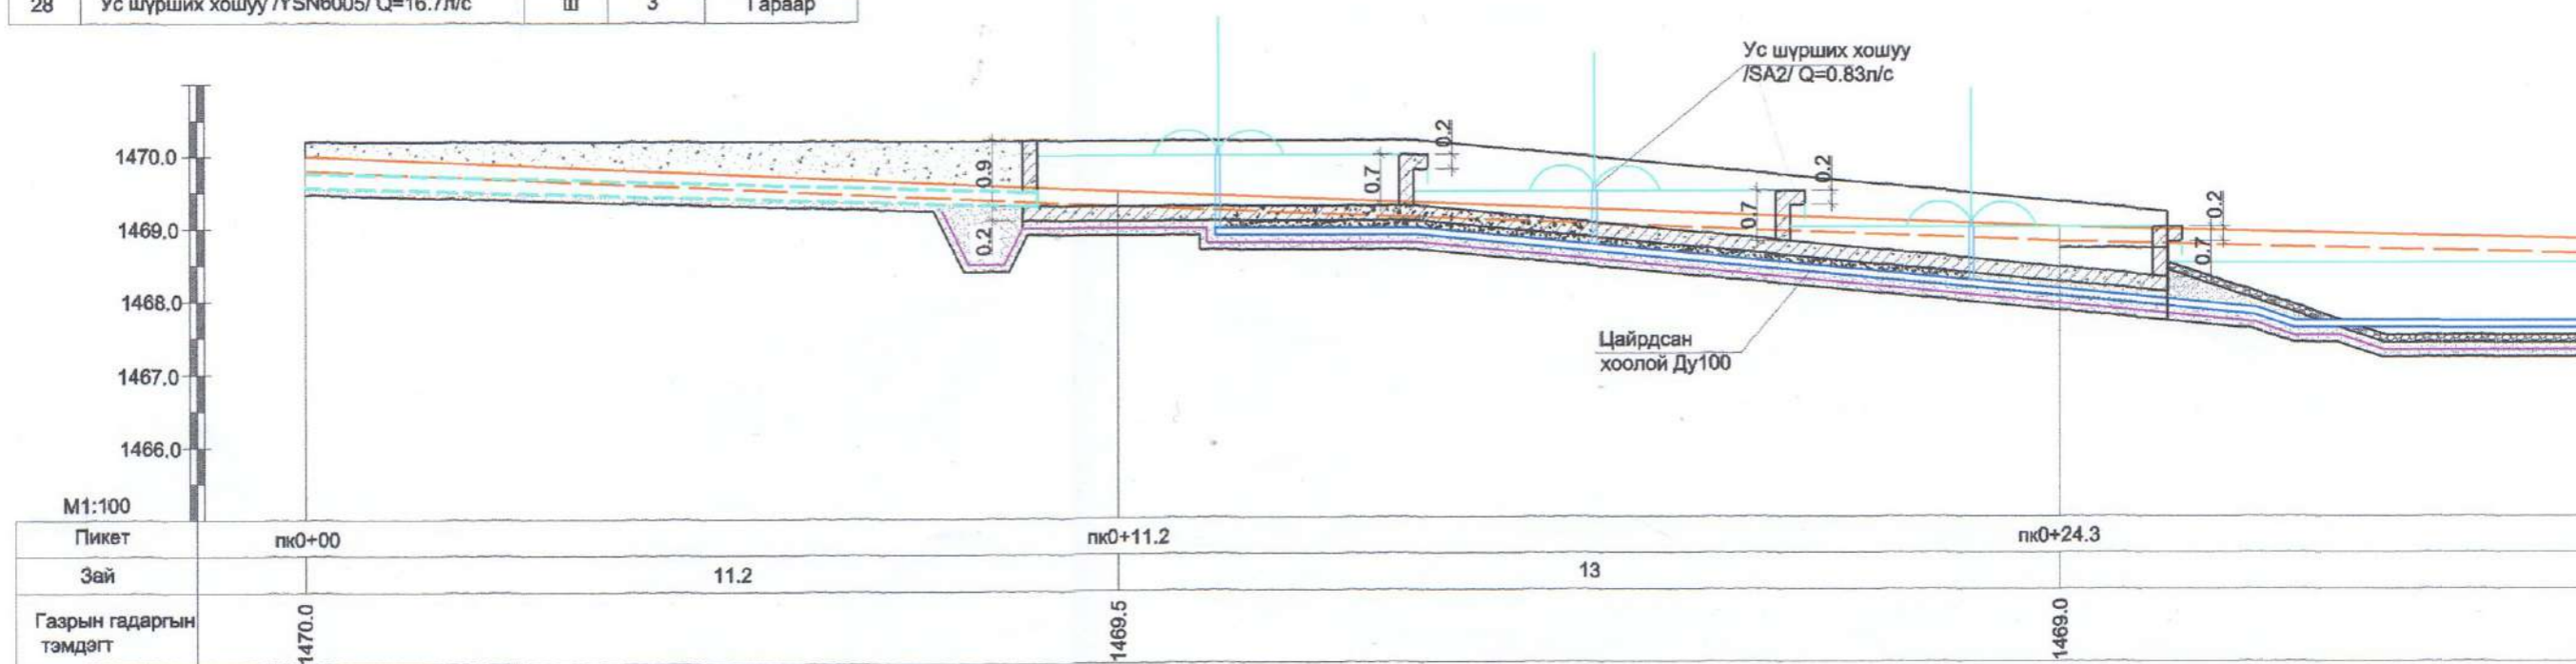 28 Ус шүрших хошуу /YSN6005/ Q=16.7л/с Ш 3 Гараар
Ус шүрших хошуу
/SA2/ Q=0.83л/с
1470.0
1469.0
1468.0
1467.0
1466.0
0.9
0.2
0.7
0.2
0.7
0.2
0.7
0.2
Цайрдсан
хоолой Ду100
М1:100
Пикет пк0+00 пк0+11.2 пк0+24.3
Зай 11.2 13
Газрын гадаргын
тэмдэгт
1470.0 1469.5 1469.0